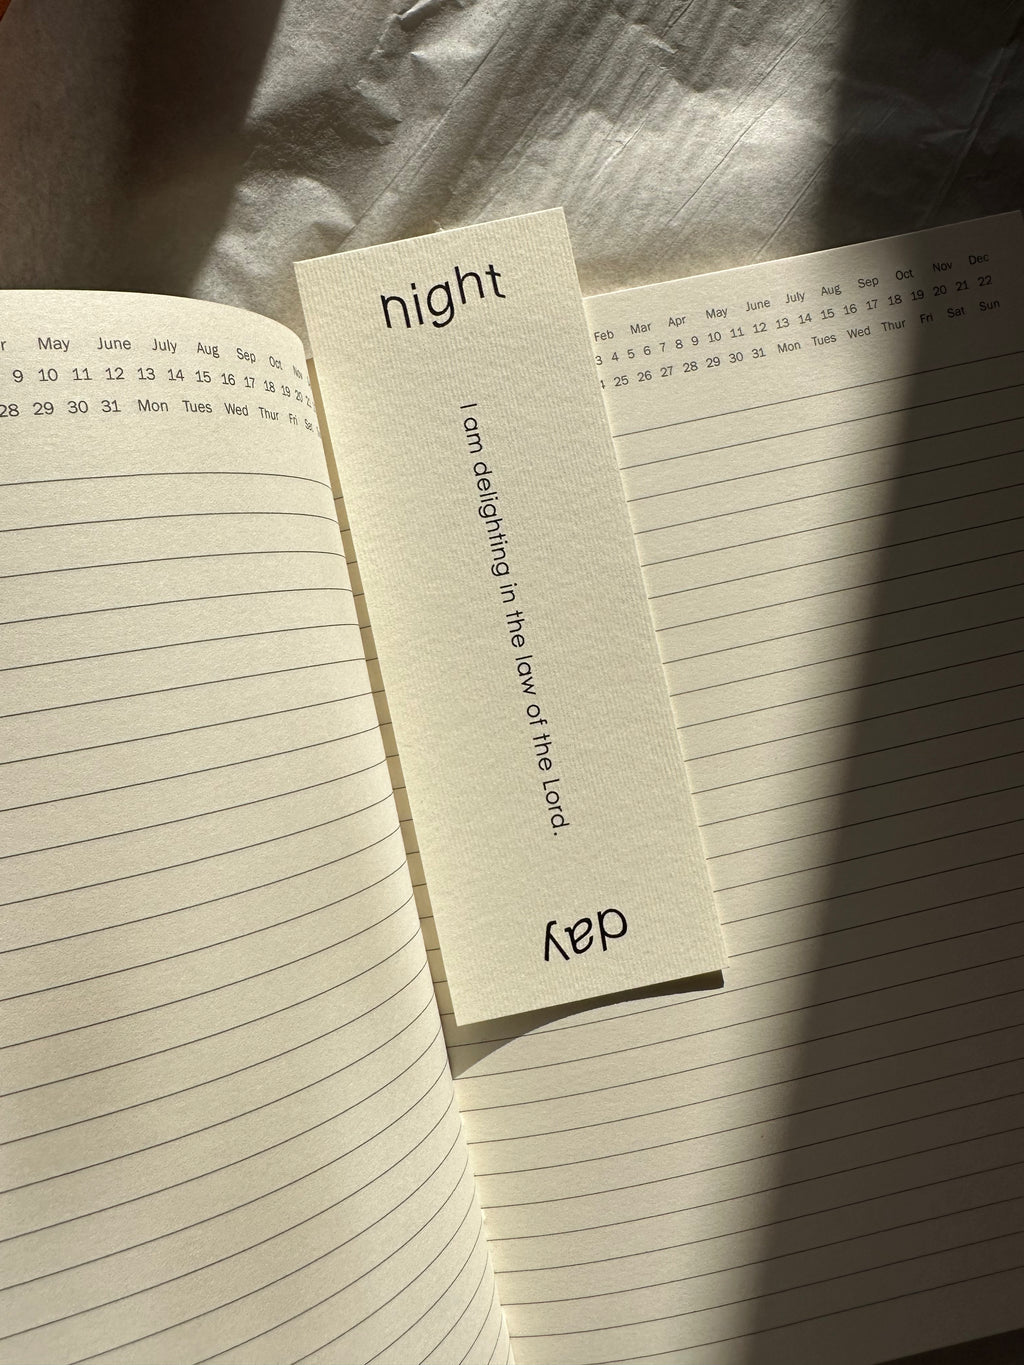 night
I am delighting in the law of the Lord.
day
May June July Aug Sep Oct Nov
9 10 11 12 13 14 15 16 17 18 19 20
28 29 30 31 Mon Tues Wed Thur Fri Sat
Feb Mar Apr May June July Aug Sep Oct Nov Dec
3 4 5 6 7 8 9 10 11 12 13 14 15 16 17 18 19 20 21 22
25 26 27 28 29 30 31 Mon Tues Wed Thur Fri Sat Sun